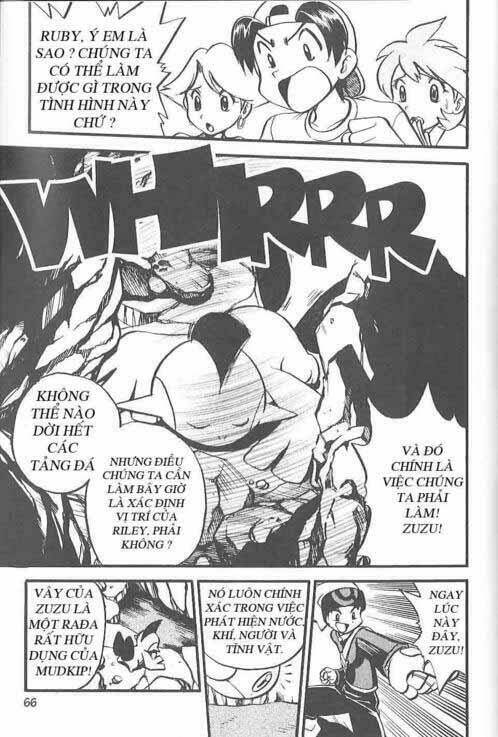 RUBY, Ý EM LÀ
SAO ? CHÚNG TA
CÓ THỂ LÀM
ĐƯỢC GÌ TRONG
TÌNH HÌNH NÀY
CHỨ ?
WHIRRR
KHÔNG
THỂ NÀO
DỜI HẾT
CÁC
TẢNG ĐÁ
NHƯNG ĐIỀU
CHÚNG TA CẦN
LÀM BÂY GIỜ
LÀ XÁC ĐỊNH
VỊ TRÍ CỦA
RILEY, PHẢI
KHÔNG ?
VÀ ĐÓ
CHÍNH LÀ
VIỆC CHÚNG
TA PHẢI
LÀM!
ZUZU!
VÂY CỦA
ZUZU LÀ
MỘT RAĐA
RẤT HỮU
DỤNG CỦA
MUDKIP!
NÓ LUÔN CHÍNH
XÁC TRONG VIỆC
PHÁT HIỆN NƯỚC.
KHÍ, NGƯỜI VÀ
TĨNH VẬT.
NGAY
LÚC
NÀY
ĐÂY,
ZUZU!
66